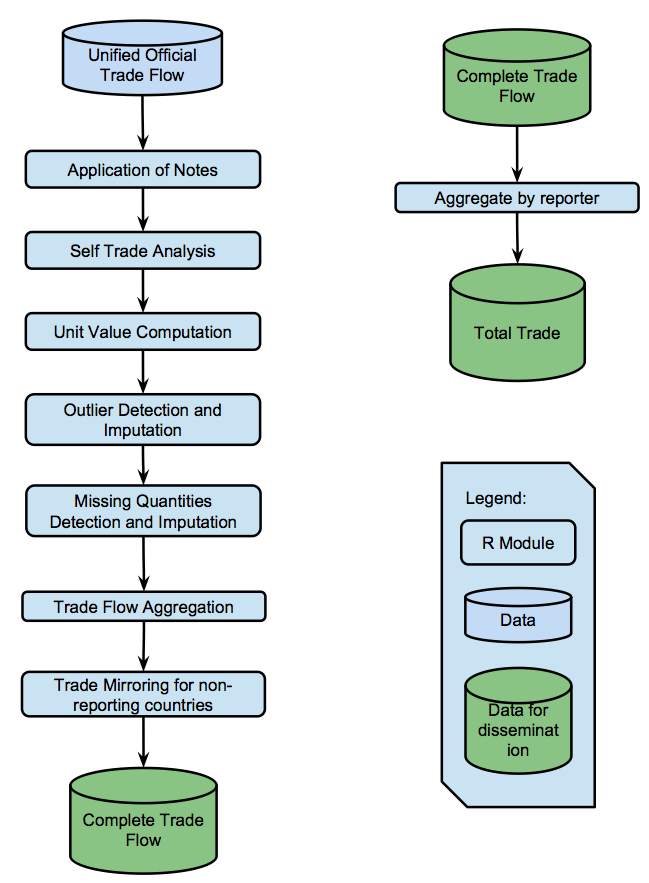 Unified Official
Trade Flow
Application of Notes
Self Trade Analysis
Unit Value Computation
Outlier Detection and
Imputation
Missing Quantities
Detection and Imputation
Trade Flow Aggregation
Trade Mirroring for non-
reporting countries
Complete Trade
Flow
Complete Trade
Flow
Aggregate by reporter
Total Trade
Legend:
R Module
Data
Data for
disseminat
ion